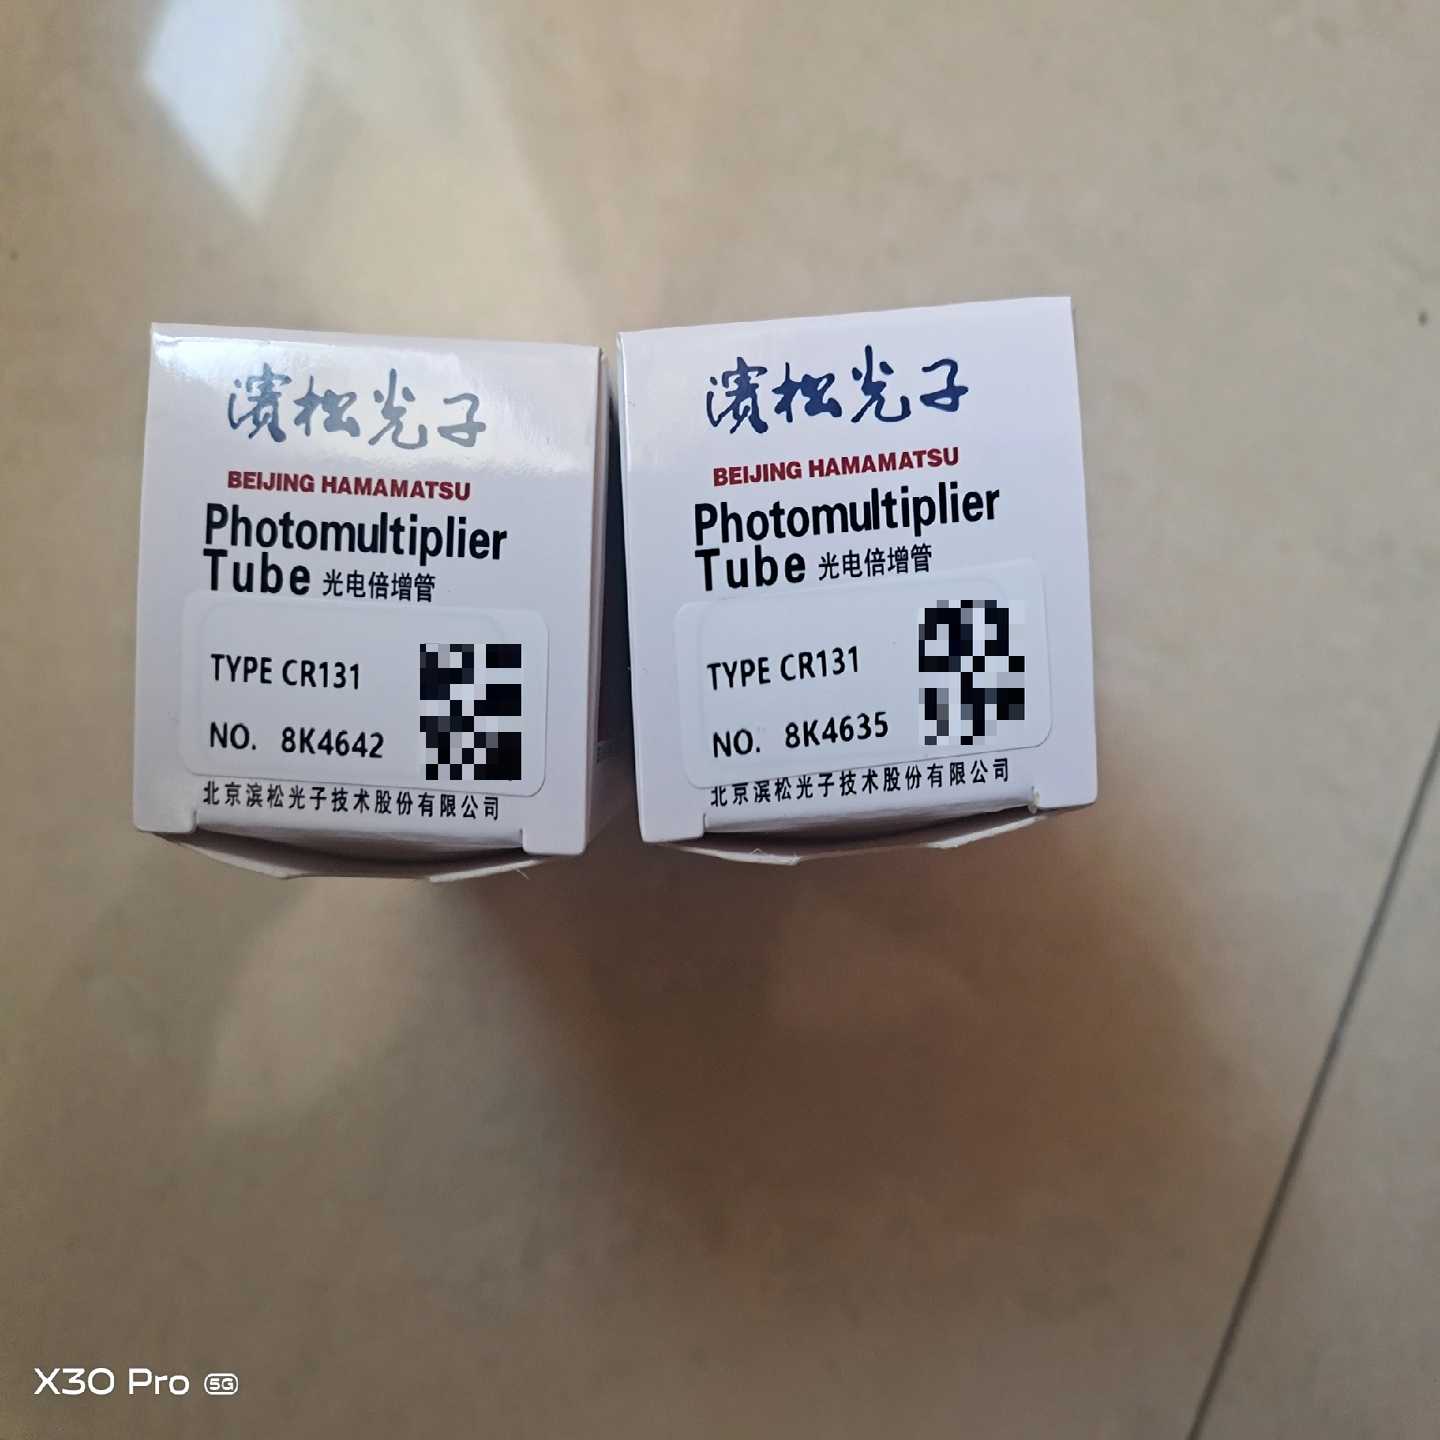 濱松光子
BEIJING HAMAMATSU
Photomultiplier
Tube 光电倍增管
TYPE CR131
NO. 8K4642
北京滨松光子技术股份有限公司
濱松光子
BEIJING HAMAMATSU
Photomultiplier
Tube 光电倍增管
TYPE CR131
NO. 8K4635
北京滨松光子技术股份有限公司
X30 Pro 5G